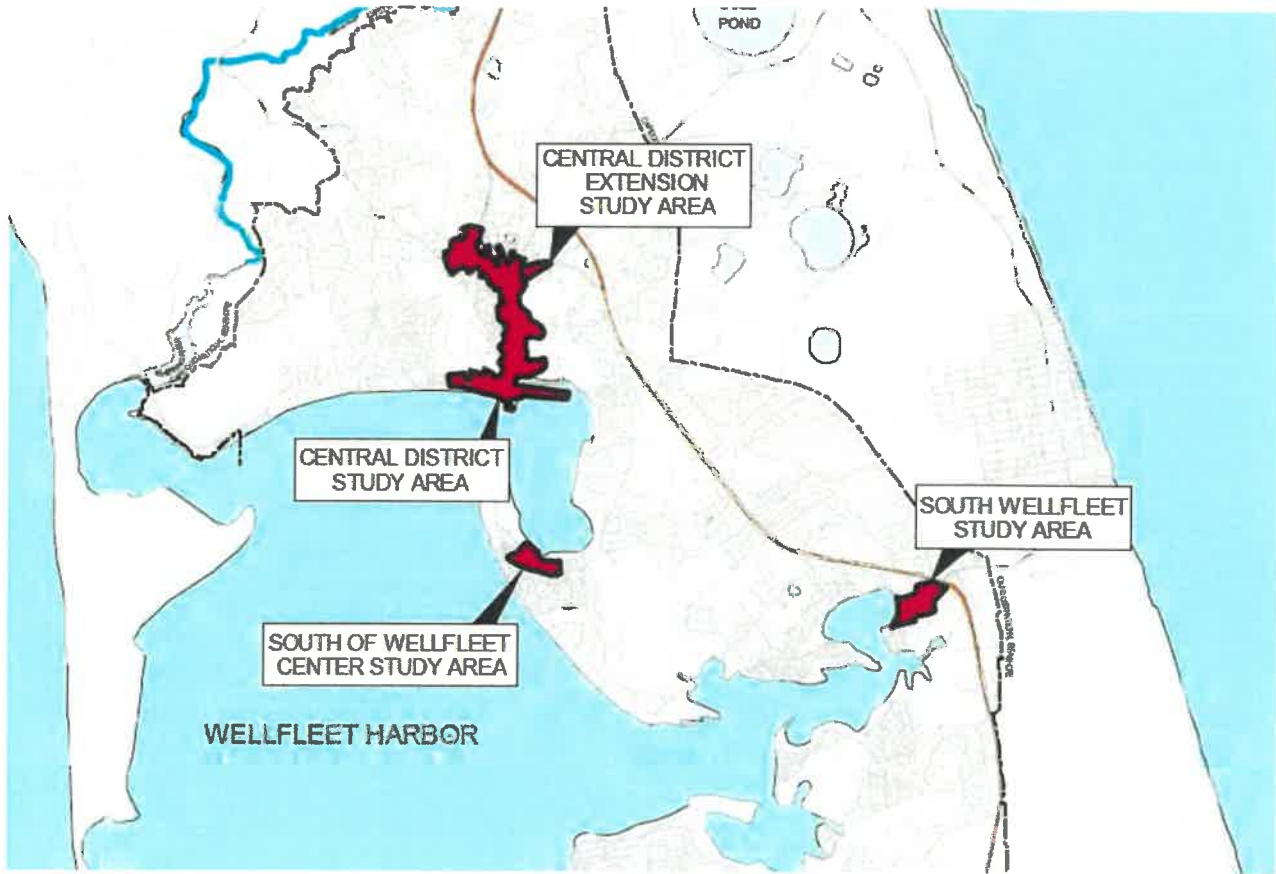 POND
CENTRAL DISTRICT
EXTENSION
STUDY AREA
CENTRAL DISTRICT
STUDY AREA
SOUTH WELLFLEET
STUDY AREA
SOUTH OF WELLFLEET
CENTER STUDY AREA
WELLFLEET HARBOR